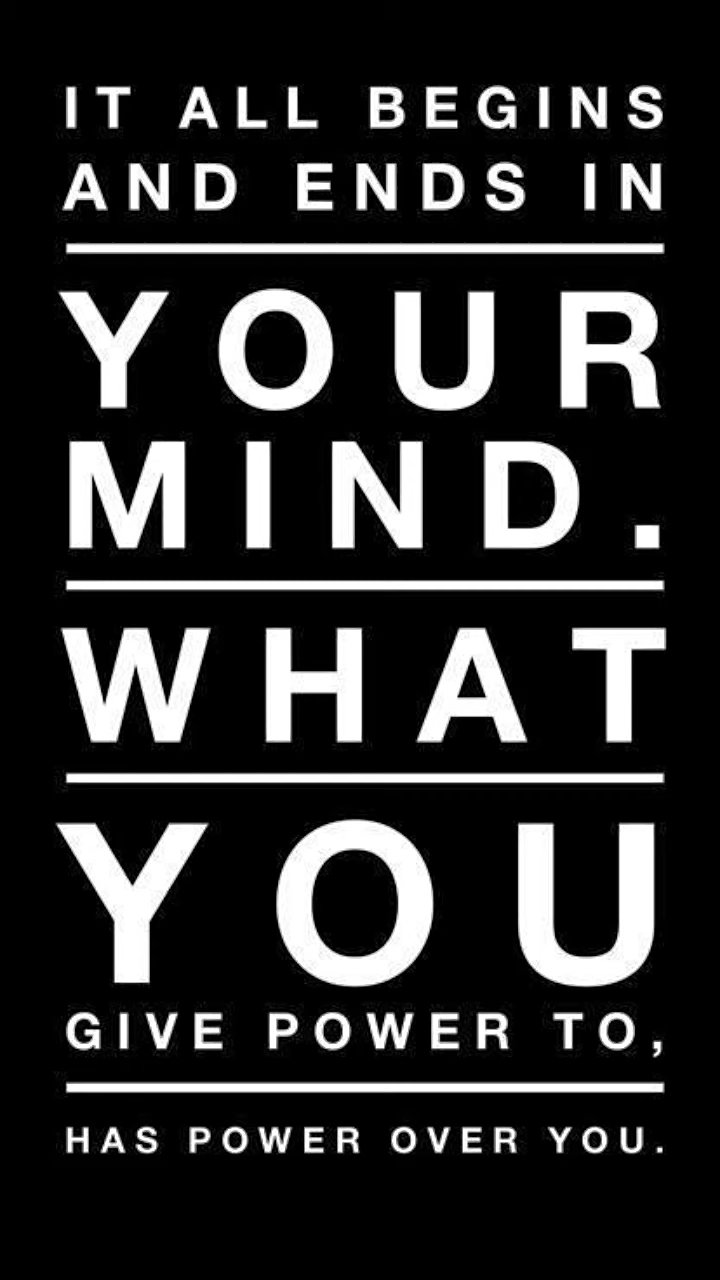 IT ALL BEGINS
AND ENDS IN
YOUR
MIND.
WHAT
YOU
GIVE POWER TO,
HAS POWER OVER YOU.